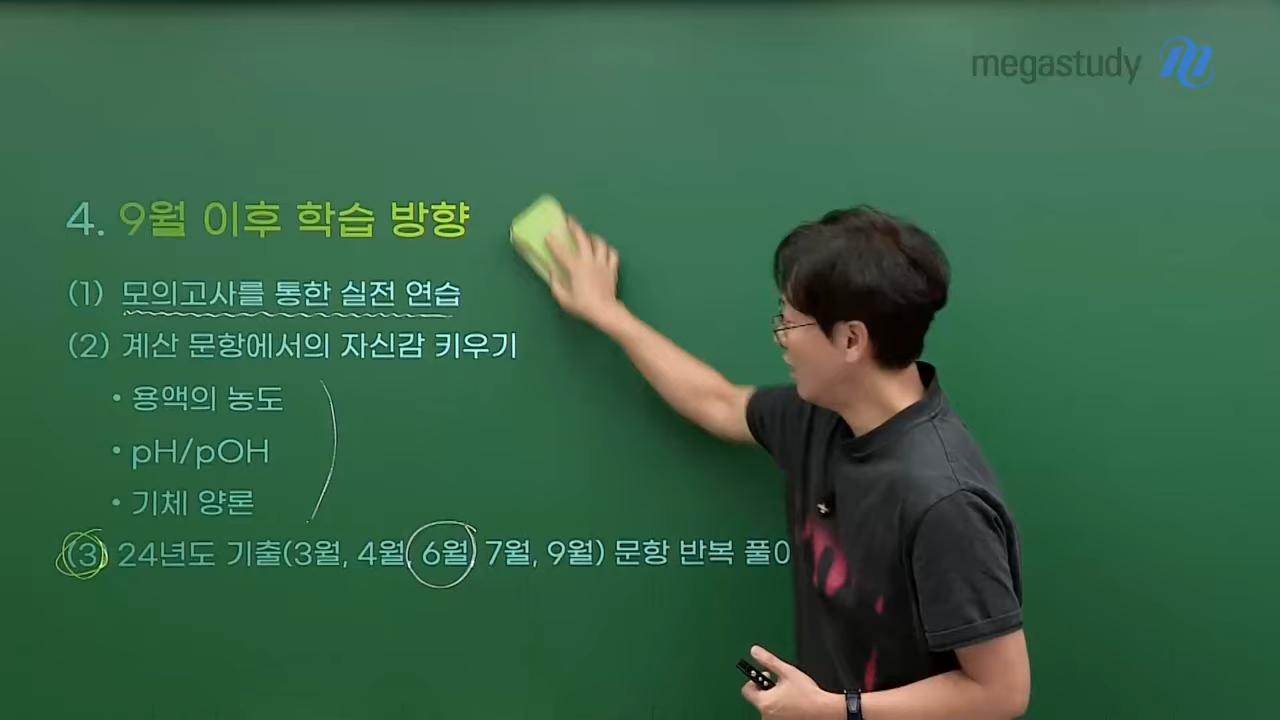 megastudy
4. 9월 이후 학습 방향
(1) 모의고사를 통한 실전 연습
(2) 계산 문항에서의 자신감 키우기
• 용액의 농도
• pH/pOH
• 기체 양론
(3) 24년도 기출(3월, 4월, 6월, 7월, 9월) 문항 반복